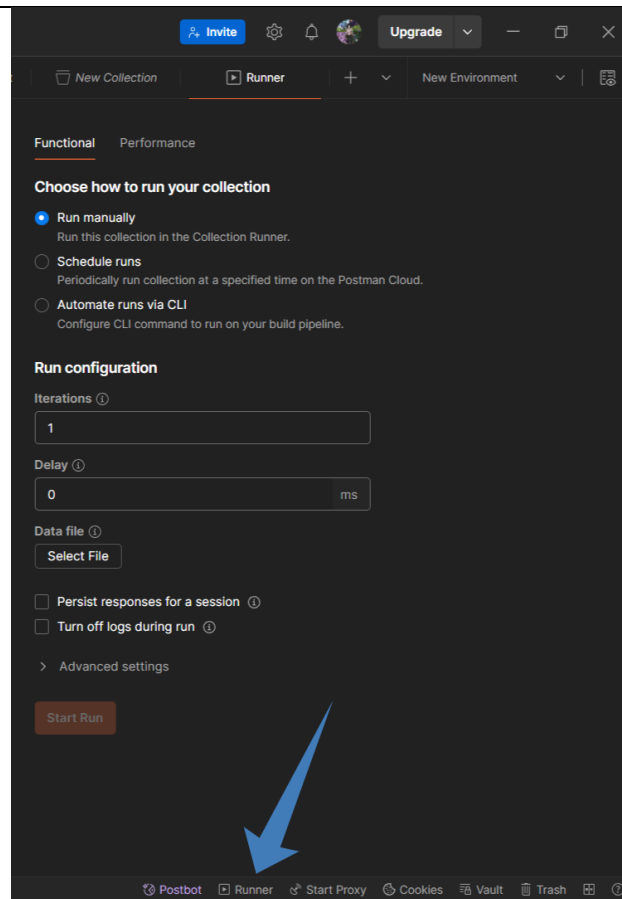 Invite
Upgrade
New Collection
Runner
New Environment
Functional
Performance
Choose how to run your collection
Run manually
Run this collection in the Collection Runner.
Schedule runs
Periodically run collection at a specified time on the Postman Cloud.
Automate runs via CLI
Configure CLI command to run on your build pipeline.
Run configuration
Iterations
1
Delay
0 ms
Data file
Select File
Persist responses for a session
Turn off logs during run
Advanced settings
Start Run
Postbot Runner Start Proxy Cookies Vault Trash